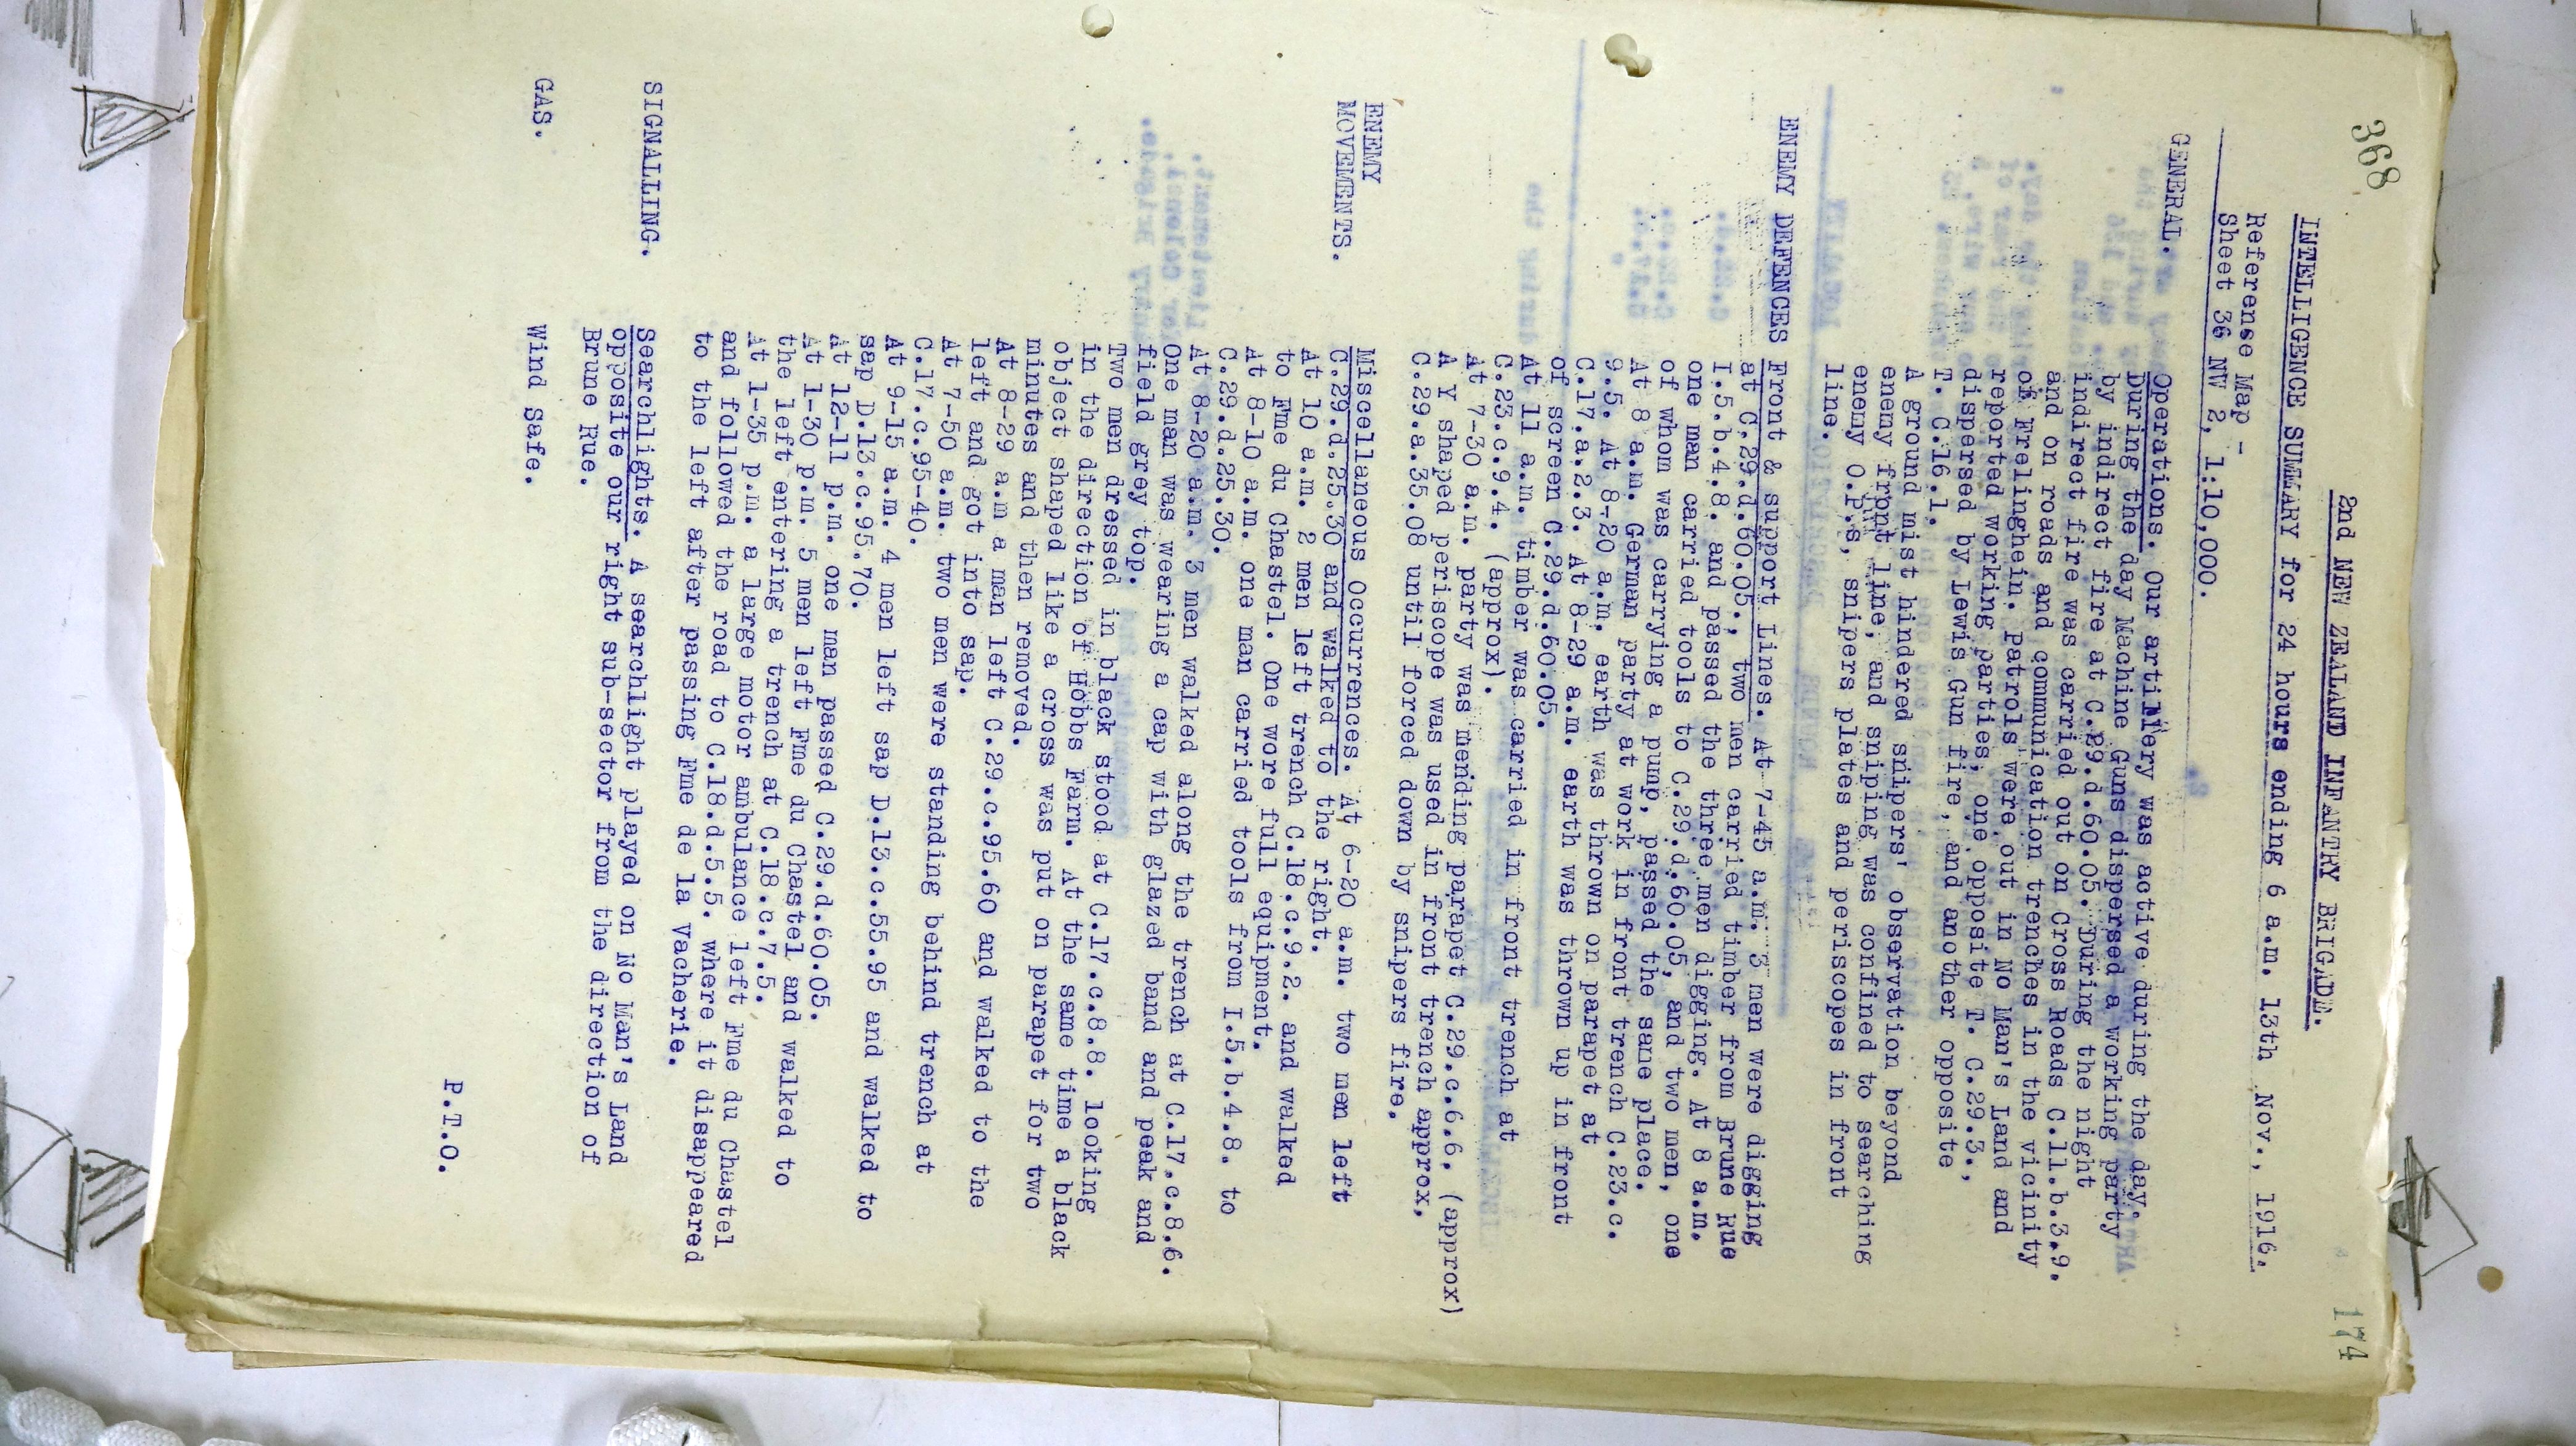 368
174
2nd NEW ZEALAND INFANTRY BRIGADE.
INTELLIGENCE SUMMARY for 24 hours ending 6 a.m. 13th Nov., 1916.
Reference Map -
Sheet 36 NW 2, 1:10,000.
GENERAL. Operations. Our artillery was active during the day.
During the day Machine Guns dispersed a working party
by indirect fire at C.29.d.60.05. During the night
indirect fire was carried out on Cross Roads C.11.b.3.9.
and on roads and communication trenches in the vicinity
of Frelinghein. Patrols were out in No Man's Land and
reported working parties, one opposite T. C.29.3.,
dispersed by Lewis Gun fire, and another opposite
T. C.16.1.
A ground mist hindered snipers' observation beyond
enemy front line, and sniping was confined to searching
enemy O.P.s, snipers plates and periscopes in front
line.
ENEMY DEFENCES Front & support Lines. At 7-45 a.m. 3 men were digging
at C.29.d.60.05., two men carried timber from Brune Rue
I.5.b.4.8. and passed the three men digging. At 8 a.m.
one man carried tools to C.29.d.60.05, and two men, one
of whom was carrying a pump, passed the same place.
At 8 a.m. German party at work in front trench C.23.c.
9.5. At 8-20 a.m. earth was thrown on parapet at
C.17.a.2.3. At 8-29 a.m. earth was thrown up in front
of screen C.29.d.60.05.
At 11 a.m. timber was carried in front trench at
C.23.c.9.4. (approx).
At 7-30 a.m. party was mending parapet C.29.c.6.6. (approx)
A Y shaped periscope was used in front trench approx.
C.29.a.35.08 until forced down by snipers fire.
ENEMY
MOVEMENTS. Miscellaneous Occurrences. At 6-20 a.m. two men left
C.29.d.25.30 and walked to the right.
At 10 a.m. 2 men left trench C.18.c.9.2. and walked
to Fme du Chastel. One wore full equipment.
At 8-10 a.m. one man carried tools from I.5.b.4.8. to
C.29.d.25.30.
At 8-20 a.m. 3 men walked along the trench at C.17.c.8.6.
One man was wearing a cap with glazed band and peak and
field grey top.
Two men dressed in black stood at C.17.c.8.8. looking
in the direction of Hobbs Farm. At the same time a black
object shaped like a cross was put on parapet for two
minutes and then removed.
At 8-29 a.m a man left C.29.c.95.60 and walked to the
left and got into sap.
At 7-50 a.m. two men were standing behind trench at
C.17.c.95-40.
At 9-15 a.m. 4 men left sap D.13.c.55.95 and walked to
sap D.13.c.95.70.
At 12-11 p.m. one man passed C.29.d.60.05.
At 1-30 p.m. 5 men left Fme du Chastel and walked to
the left entering a trench at C.18.c.7.5.
At 1-35 p.m. a large motor ambulance left Fme du Chastel
and followed the road to C.18.d.5.5. where it disappeared
to the left after passing Fme de la Vacherie.
SIGNALLING. Searchlights. A searchlight played on No Man's Land
opposite our right sub-sector from the direction of
Brune Rue.
GAS. Wind Safe.
P.T.O.